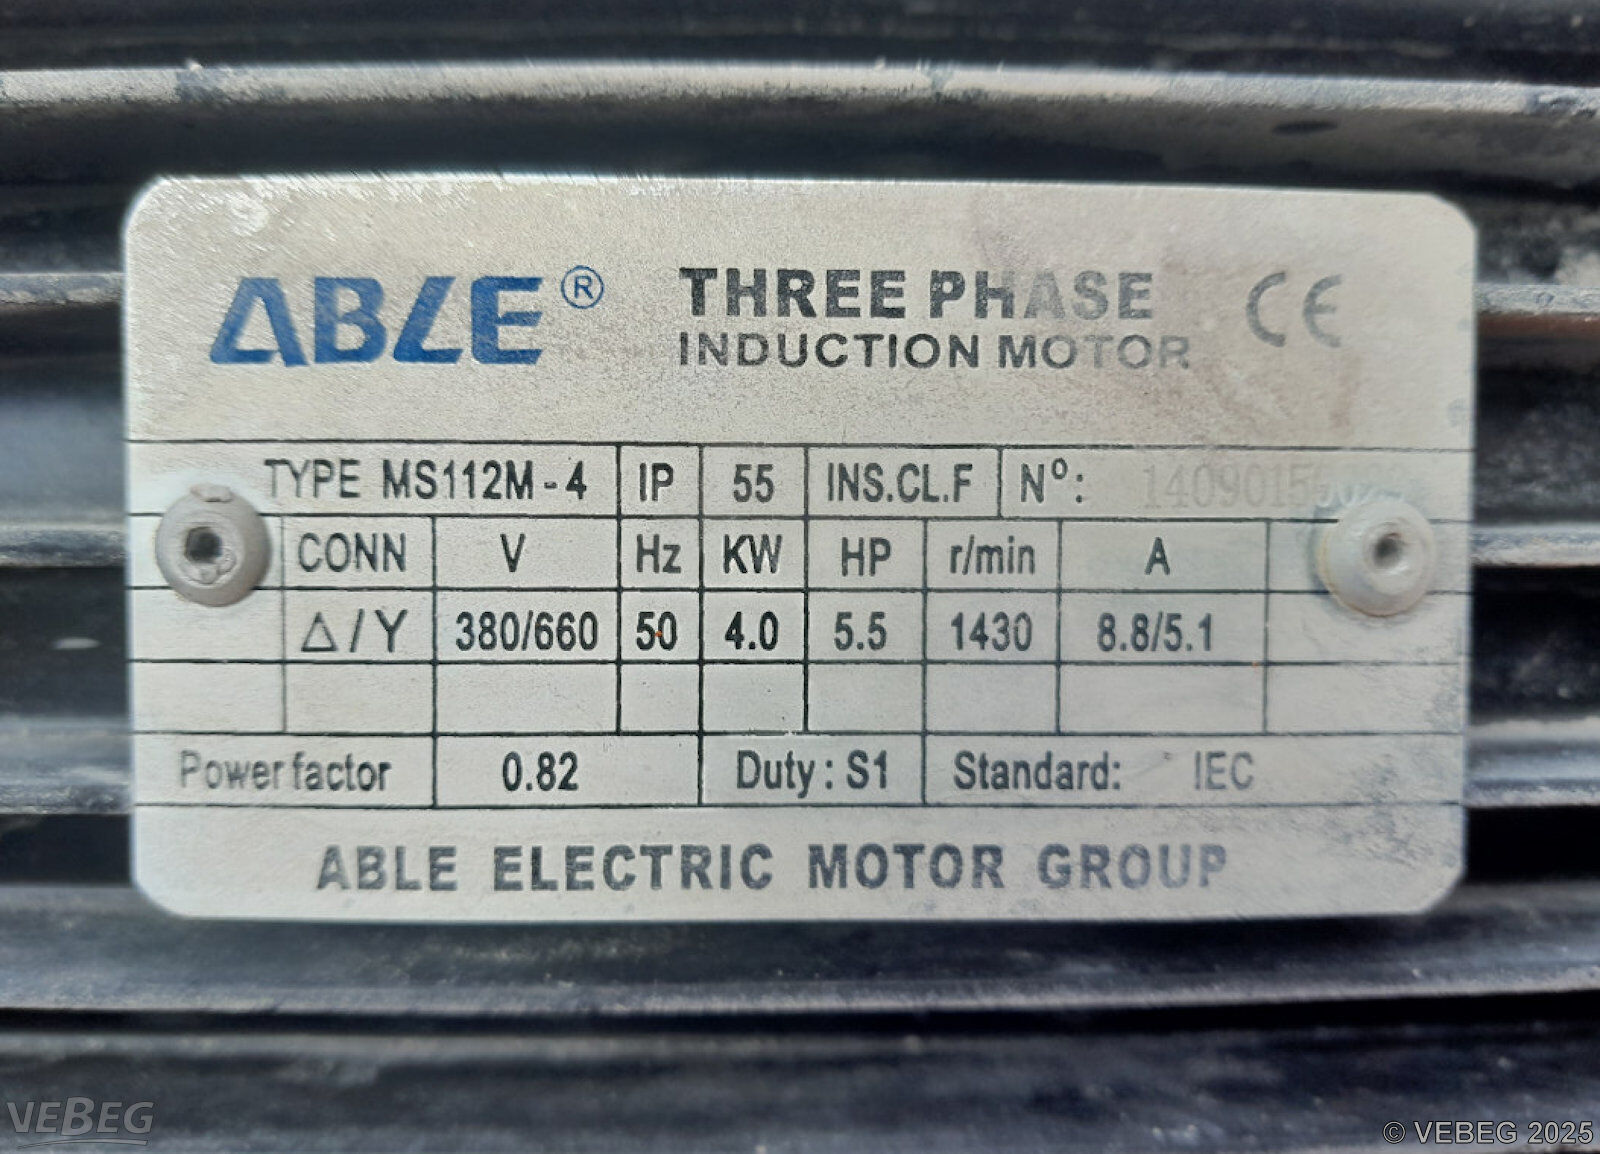 ABLE® THREE PHASE CE
INDUCTION MOTOR
TYPE MS112M-4 IP 55 INS.CL.F Nº:
CONN V Hz KW HP r/min A
△/Y 380/660 50 4.0 5.5 1430 8.8/5.1
Power factor 0.82 Duty: S1 Standard: IEC
ABLE ELECTRIC MOTOR GROUP
VEBEG
© VEBEG 2025